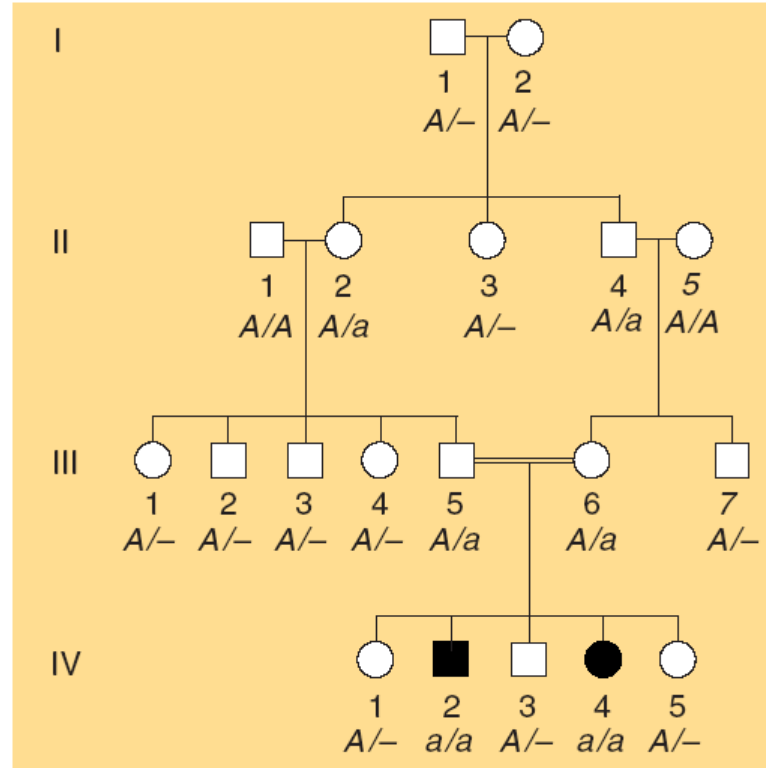 I
1 2
A/– A/–
II
1 2 3 4 5
A/A A/a A/– A/a A/A
III
1 2 3 4 5 6 7
A/– A/– A/– A/– A/a A/a A/–
IV
1 2 3 4 5
A/– a/a A/– a/a A/–